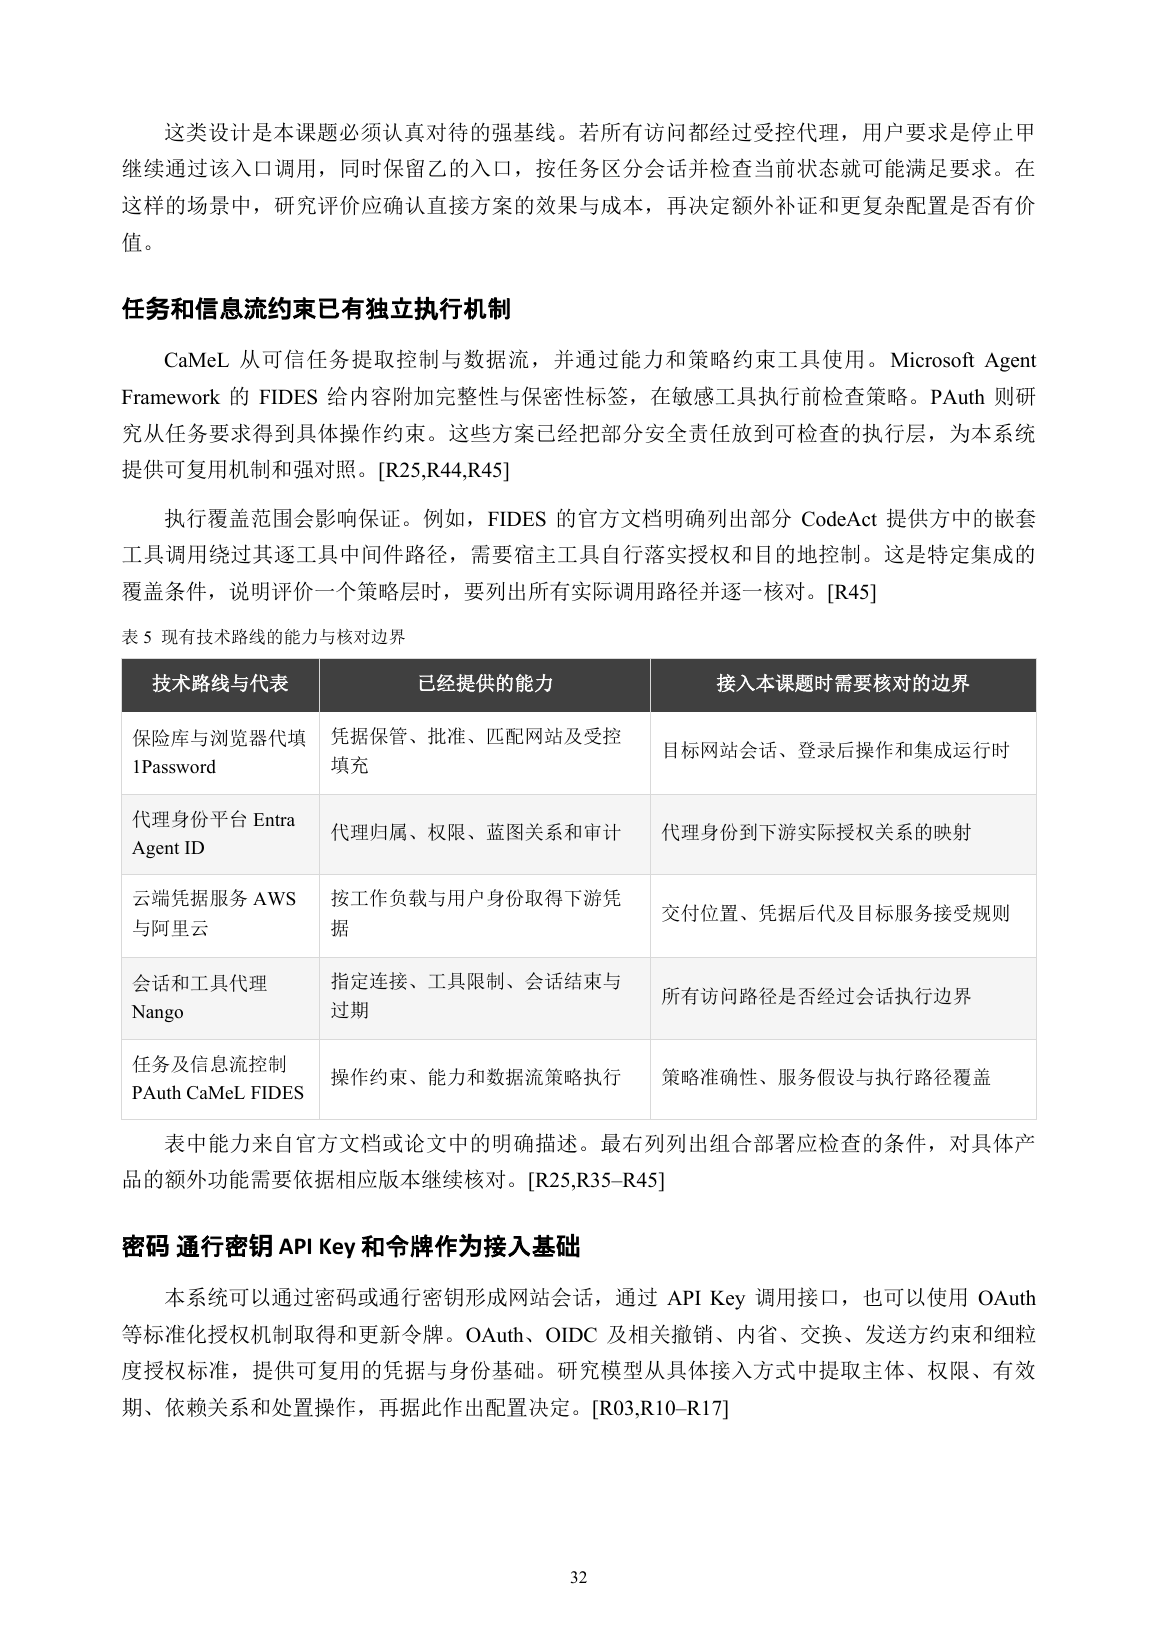 这类设计是本课题必须认真对待的强基线。若所有访问都经过受控代理，用户要求是停止甲
继续通过该入口调用，同时保留乙的入口，按任务区分会话并检查当前状态就可能满足要求。在
这样的场景中，研究评价应确认直接方案的效果与成本，再决定额外补证和更复杂配置是否有价
值。
任务和信息流约束已有独立执行机制
CaMeL 从可信任务提取控制与数据流，并通过能力和策略约束工具使用。Microsoft Agent
Framework 的 FIDES 给内容附加完整性与保密性标签，在敏感工具执行前检查策略。PAuth 则研
究从任务要求得到具体操作约束。这些方案已经把部分安全责任放到可检查的执行层，为本系统
提供可复用机制和强对照。[R25,R44,R45]
执行覆盖范围会影响保证。例如，FIDES 的官方文档明确列出部分 CodeAct 提供方中的嵌套
工具调用绕过其逐工具中间件路径，需要宿主工具自行落实授权和目的地控制。这是特定集成的
覆盖条件，说明评价一个策略层时，要列出所有实际调用路径并逐一核对。[R45]
表 5 现有技术路线的能力与核对边界
技术路线与代表
已经提供的能力
接入本课题时需要核对的边界
保险库与浏览器代填
1Password
凭据保管、批准、匹配网站及受控
填充
目标网站会话、登录后操作和集成运行时
代理身份平台 Entra
Agent ID
代理归属、权限、蓝图关系和审计
代理身份到下游实际授权关系的映射
云端凭据服务 AWS
与阿里云
按工作负载与用户身份取得下游凭
据
交付位置、凭据后代及目标服务接受规则
会话和工具代理
Nango
指定连接、工具限制、会话结束与
过期
所有访问路径是否经过会话执行边界
任务及信息流控制
PAuth CaMeL FIDES
操作约束、能力和数据流策略执行
策略准确性、服务假设与执行路径覆盖
表中能力来自官方文档或论文中的明确描述。最右列列出组合部署应检查的条件，对具体产
品的额外功能需要依据相应版本继续核对。[R25,R35–R45]
密码 通行密钥 API Key 和令牌作为接入基础
本系统可以通过密码或通行密钥形成网站会话，通过 API Key 调用接口，也可以使用 OAuth
等标准化授权机制取得和更新令牌。OAuth、OIDC 及相关撤销、内省、交换、发送方约束和细粒
度授权标准，提供可复用的凭据与身份基础。研究模型从具体接入方式中提取主体、权限、有效
期、依赖关系和处置操作，再据此作出配置决定。[R03,R10–R17]
32